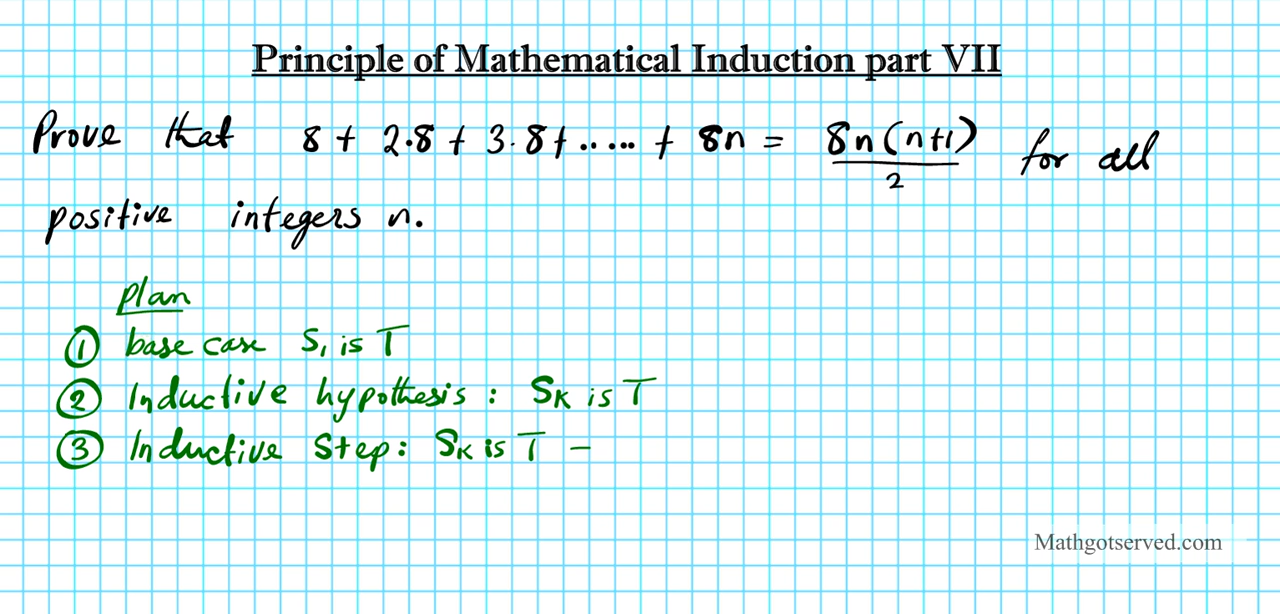 Principle of Mathematical Induction part VII
Prove that 8 + 2·8 + 3·8 + ..... + 8n = 8n(n+1)/2 for all
positive integers n.
Plan
① base case S₁ is T
② Inductive hypothesis : Sₖ is T
③ Inductive Step: Sₖ is T –
Mathgotserved.com